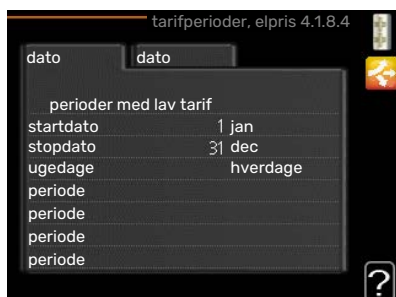 tarifperioder, elpris 4.1.8.4
dato dato
perioder med lav tarif
startdato 1 jan
stopdato 31 dec
ugedage hverdage
periode
periode
periode
periode
?